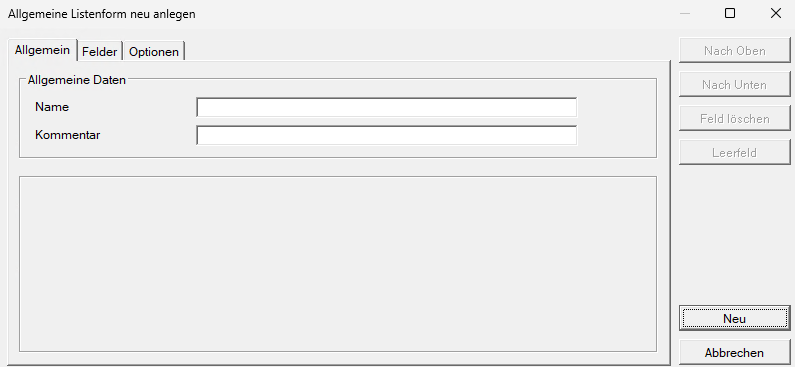 Allgemeine Listenform neu anlegen
Allgemein Felder Optionen
Allgemeine Daten
Name
Kommentar
Nach Oben
Nach Unten
Feld löschen
Leerfeld
Neu
Abbrechen